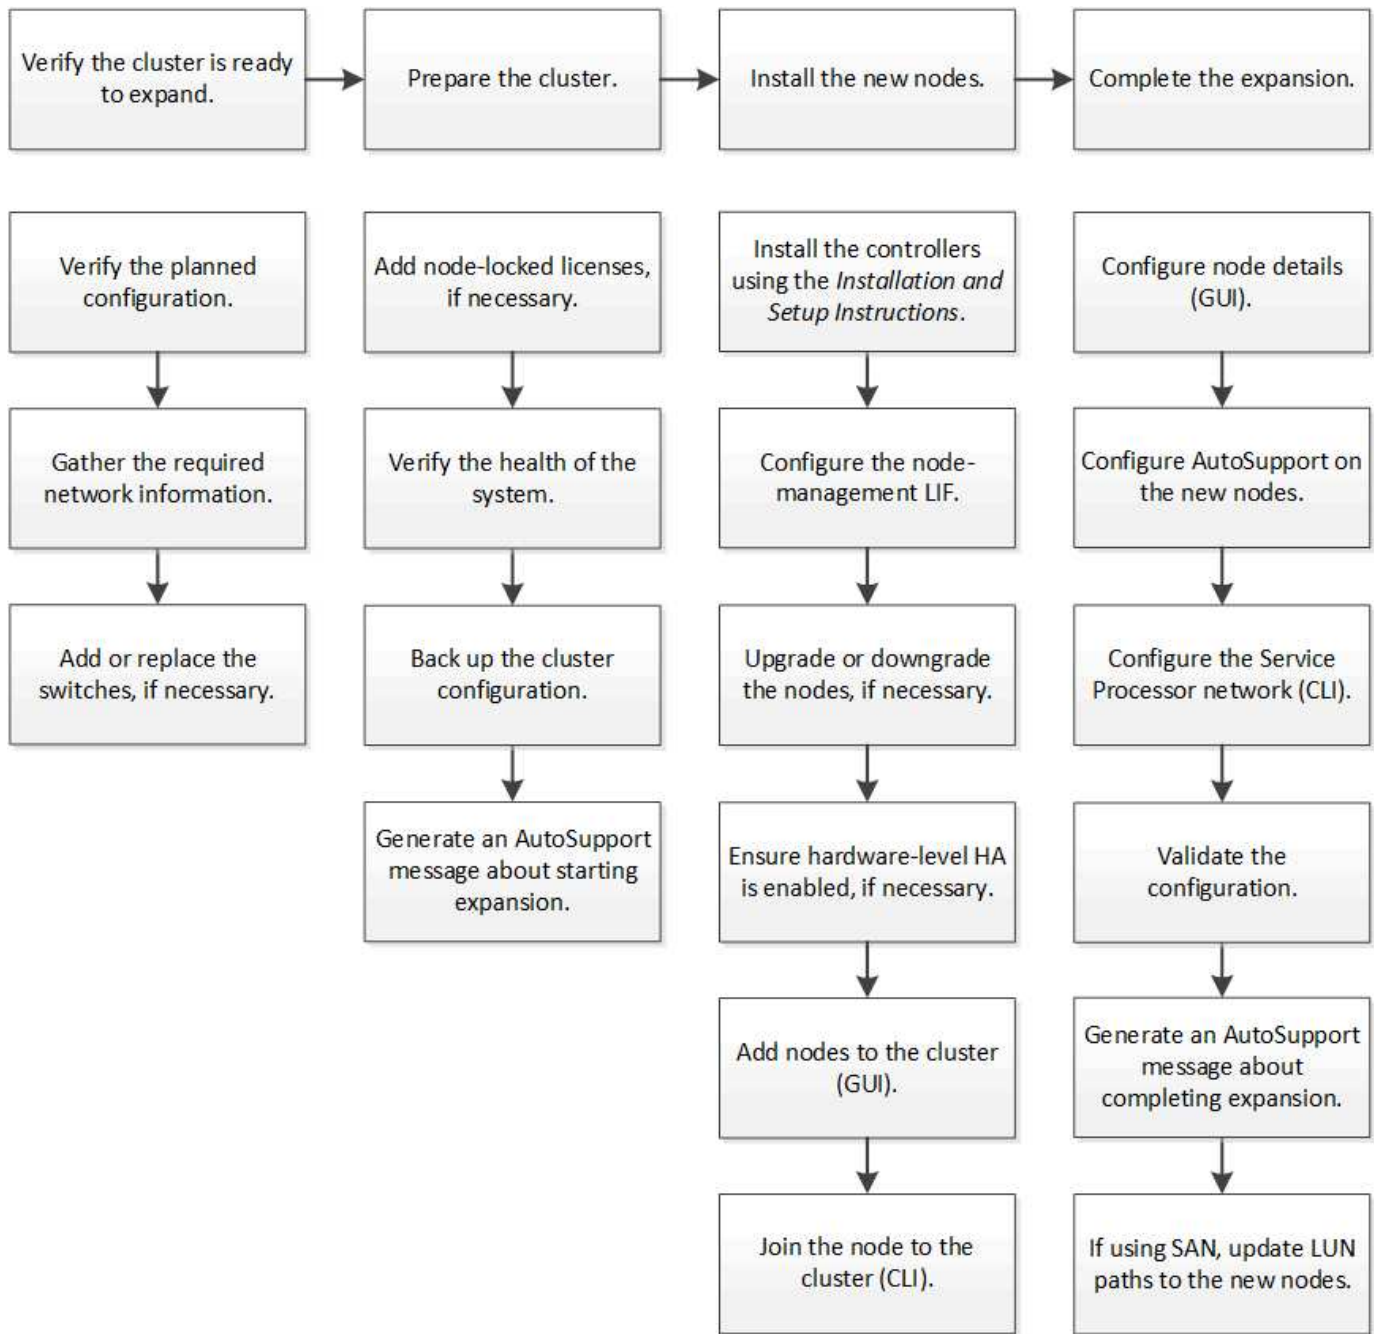 Verify the cluster is ready
to expand.
Prepare the cluster.
Install the new nodes.
Complete the expansion.
Verify the planned
configuration.
Gather the required
network information.
Add or replace the
switches, if necessary.
Add node-locked licenses,
if necessary.
Verify the health of the
system.
Back up the cluster
configuration.
Generate an AutoSupport
message about starting
expansion.
Install the controllers
using the Installation and
Setup Instructions.
Configure the node-
management LIF.
Upgrade or downgrade
the nodes, if necessary.
Ensure hardware-level HA
is enabled, if necessary.
Add nodes to the cluster
(GUI).
Join the node to the
cluster (CLI).
Configure node details
(GUI).
Configure AutoSupport on
the new nodes.
Configure the Service
Processor network (CLI).
Validate the
configuration.
Generate an AutoSupport
message about
completing expansion.
If using SAN, update LUN
paths to the new nodes.